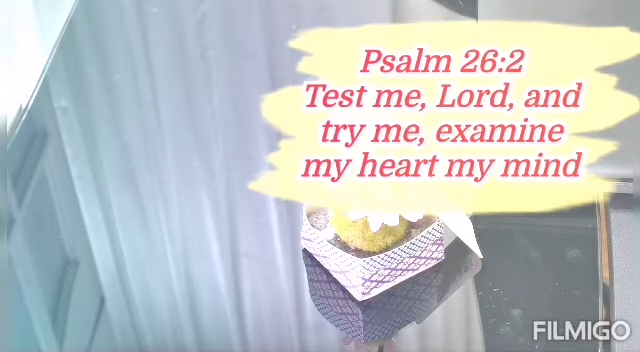 Psalm 26:2
Test me, Lord, and
try me, examine
my heart my mind
FILMIGO